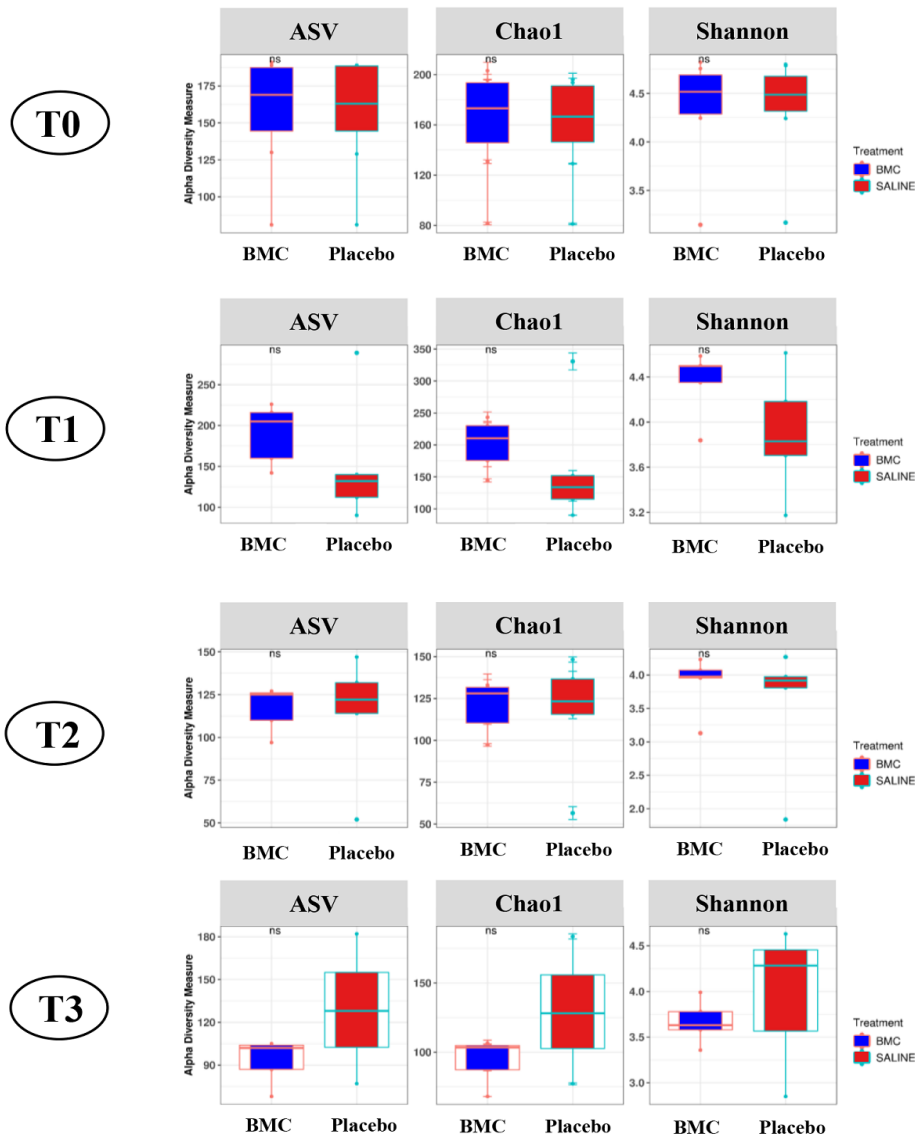 ASV Chao1 Shannon
T0
Alpha Diversity Measure
175
150
125
100
ns
200
160
120
80
ns
4.5
4.0
3.5
ns
BMC Placebo BMC Placebo BMC Placebo
Treatment
BMC
SALINE
ASV Chao1 Shannon
T1
Alpha Diversity Measure
250
200
150
100
ns
350
300
250
200
150
100
ns
4.4
4.0
3.6
3.2
ns
BMC Placebo BMC Placebo BMC Placebo
Treatment
BMC
SALINE
ASV Chao1 Shannon
T2
Alpha Diversity Measure
150
125
100
75
50
ns
150
125
100
75
50
ns
4.0
3.5
3.0
2.5
2.0
ns
BMC Placebo BMC Placebo BMC Placebo
Treatment
BMC
SALINE
ASV Chao1 Shannon
T3
Alpha Diversity Measure
180
150
120
90
ns
150
100
ns
4.5
4.0
3.5
3.0
ns
BMC Placebo BMC Placebo BMC Placebo
Treatment
BMC
SALINE